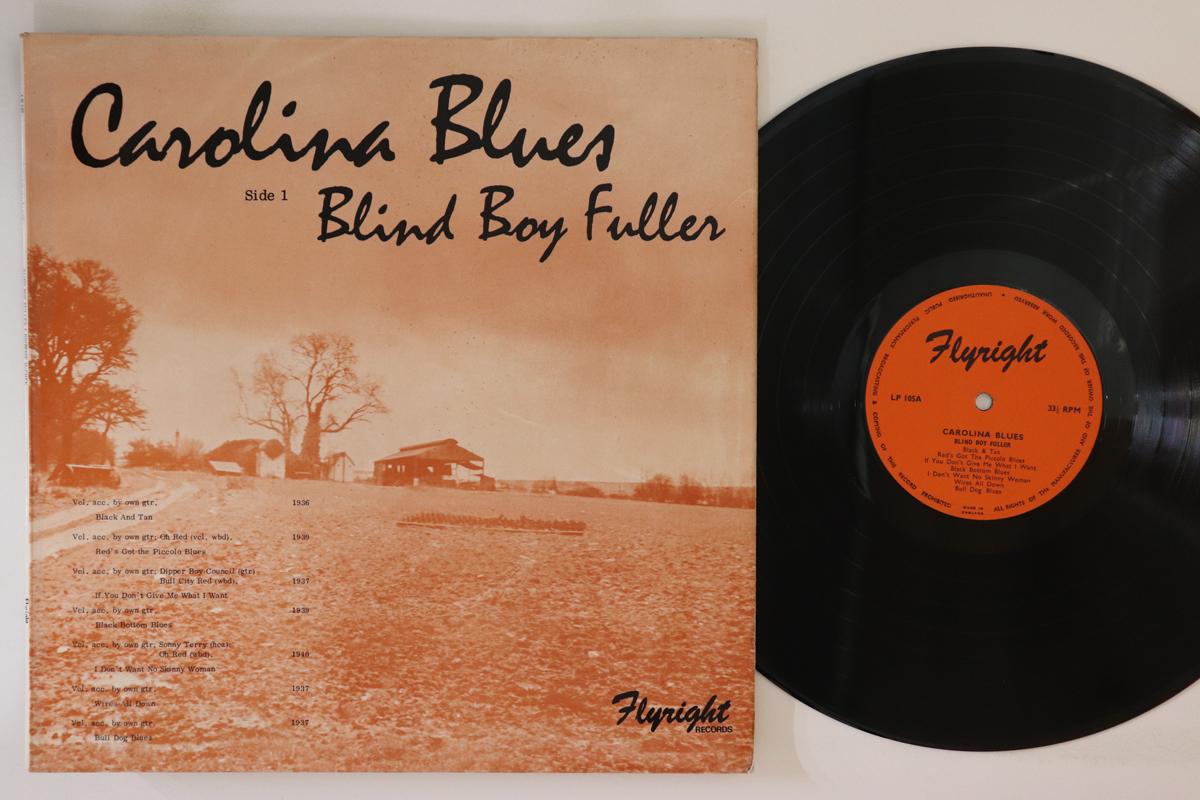 Carolina Blues
Side 1 Blind Boy Fuller
Vcl. acc. by own gtr. 1936
Black And Tan
Vcl. acc. by own gtr; Oh Red (vcl, wbd). 1939
Red's Got the Piccolo Blues
Vcl. acc. by own gtr; Dipper Boy Council (gtr)
Bull City Red (wbd). 1937
If You Don't Give Me What I Want
Vcl. acc. by own gtr. 1939
Black Bottom Blues
Vcl. acc. by own gtr; Sonny Terry (hca);
Oh Red (wbd). 1940
I Don't Want No Skinny Woman
Vcl. acc. by own gtr. 1937
Wires All Down
Vcl. acc. by own gtr. 1937
Bull Dog Blues
Flyright
RECORDS
Flyright
LP 105A
33⅓ RPM
CAROLINA BLUES
BLIND BOY FULLER
Black & Tan
Red's Got The Piccolo Blues
If You Don't Give Me What I Want
Black Bottom Blues
I Don't Want No Skinny Woman
Wires All Down
Bull Dog Blues
MADE IN
ENGLAND
ALL RIGHTS OF THE MANUFACTURER AND OF THE OWNER OF THE RECORDED WORK RESERVED • UNAUTHORISED PUBLIC PERFORMANCE BROADCASTING & COPYING OF THIS RECORD PROHIBITED